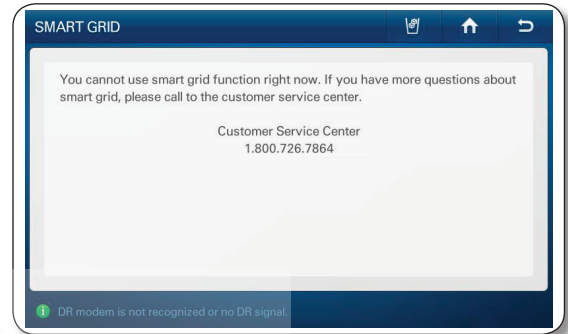 SMART GRID
You cannot use smart grid function right now. If you have more questions about
smart grid, please call to the customer service center.
Customer Service Center
1.800.726.7864
DR modem is not recognized or no DR signal.